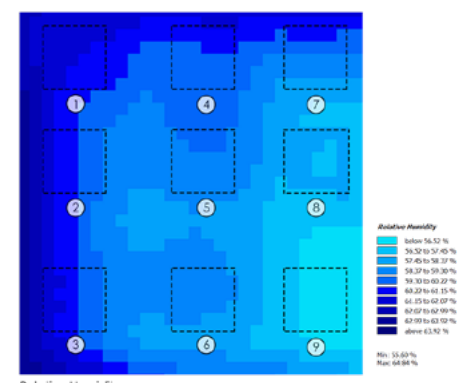 1
4
7
2
5
8
3
6
9
Relative Humidity
below 56.52 %
56.52 to 57.45 %
57.45 to 58.37 %
58.37 to 59.30 %
59.30 to 60.22 %
60.22 to 61.15 %
61.15 to 62.07 %
62.07 to 62.99 %
62.99 to 63.92 %
above 63.92 %
Min: 55.60 %
Max: 64.84 %